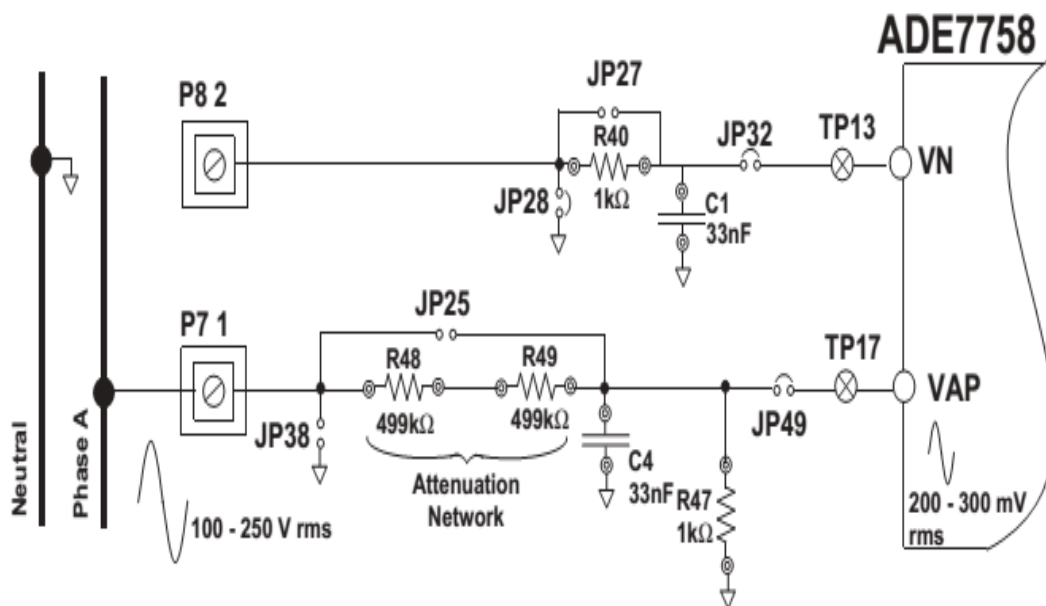 ADE7758
JP27
P8 2
R40
JP32
TP13
VN
JP28
1kΩ
C1
33nF
JP25
P7 1
R48
R49
TP17
VAP
JP38
499kΩ
499kΩ
JP49
C4
33nF
Attenuation
Network
R47
1kΩ
Neutral
Phase A
100 - 250 V rms
200 - 300 mV
rms